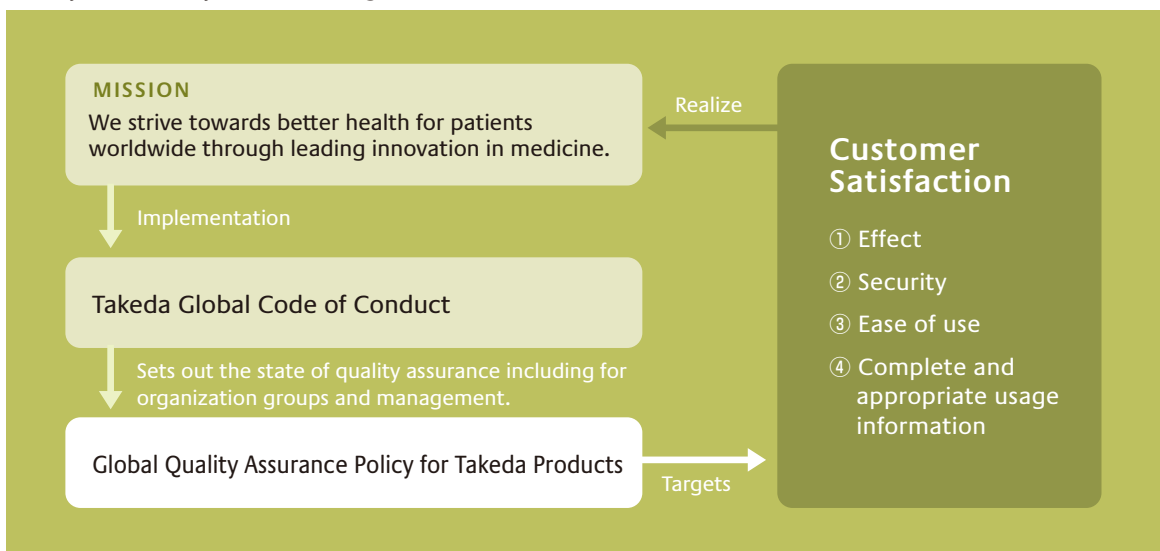 MISSION
We strive towards better health for patients
worldwide through leading innovation in medicine.
Implementation
Takeda Global Code of Conduct
Sets out the state of quality assurance including for
organization groups and management.
Global Quality Assurance Policy for Takeda Products
Targets
Realize
Customer
Satisfaction
① Effect
② Security
③ Ease of use
④ Complete and
appropriate usage
information